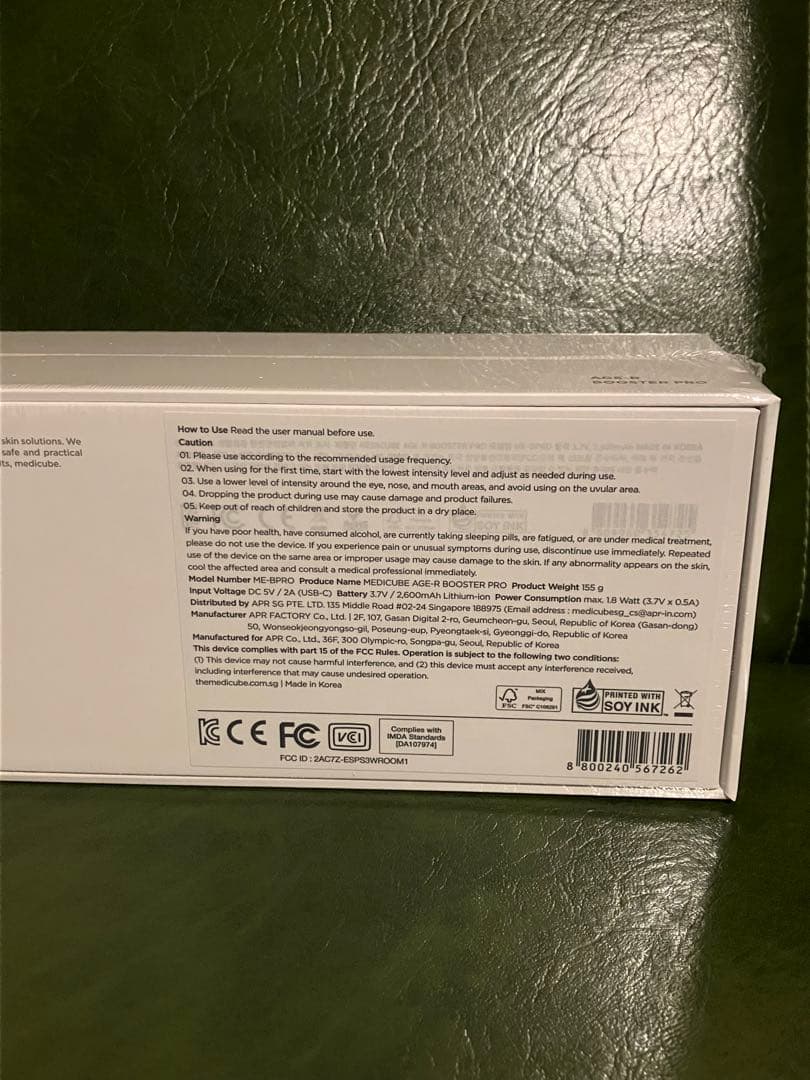 AGE-R
BOOSTER PRO
skin solutions. We
safe and practical
its, medicube.
How to Use Read the user manual before use.
Caution
01. Please use according to the recommended usage frequency.
02. When using for the first time, start with the lowest intensity level and adjust as needed during use.
03. Use a lower level of intensity around the eye, nose, and mouth areas, and avoid using on the uvular area.
04. Dropping the product during use may cause damage and product failures.
05. Keep out of reach of children and store the product in a dry place.
Warning
If you have poor health, have consumed alcohol, are currently taking sleeping pills, are fatigued, or are under medical treatment,
please do not use the device. If you experience pain or unusual symptoms during use, discontinue use immediately. Repeated
use of the device on the same area or improper usage may cause damage to the skin. If any abnormality appears on the skin,
cool the affected area and consult a medical professional immediately.
Model Number ME-BPRO Produce Name MEDICUBE AGE-R BOOSTER PRO Product Weight 155 g
Input Voltage DC 5V / 2A (USB-C) Battery 3.7V / 2,600mAh Lithium-ion Power Consumption max. 1.8 Watt (3.7V x 0.5A)
Distributed by APR SG PTE. LTD. 135 Middle Road #02-24 Singapore 188975 (Email address : medicubesg_cs@apr-in.com)
Manufacturer APR FACTORY Co., Ltd. | 2F, 107, Gasan Digital 2-ro, Geumcheon-gu, Seoul, Republic of Korea (Gasan-dong)
50, Wonseokjeongyongso-gil, Poseung-eup, Pyeongtaek-si, Gyeonggi-do, Republic of Korea
Manufactured for APR Co., Ltd., 36F, 300 Olympic-ro, Songpa-gu, Seoul, Republic of Korea
This device complies with part 15 of the FCC Rules. Operation is subject to the following two conditions:
(1) This device may not cause harmful interference, and (2) this device must accept any interference received,
including interference that may cause undesired operation.
themedicube.com.sg | Made in Korea
FSC
MIX
Packaging
FSC® C106281
PRINTED WITH
SOY INK™
KC CE FC VCI
Complies with
IMDA Standards
[DA107974]
FCC ID : 2AC7Z-ESPS3WROOM1
8 800240 567262